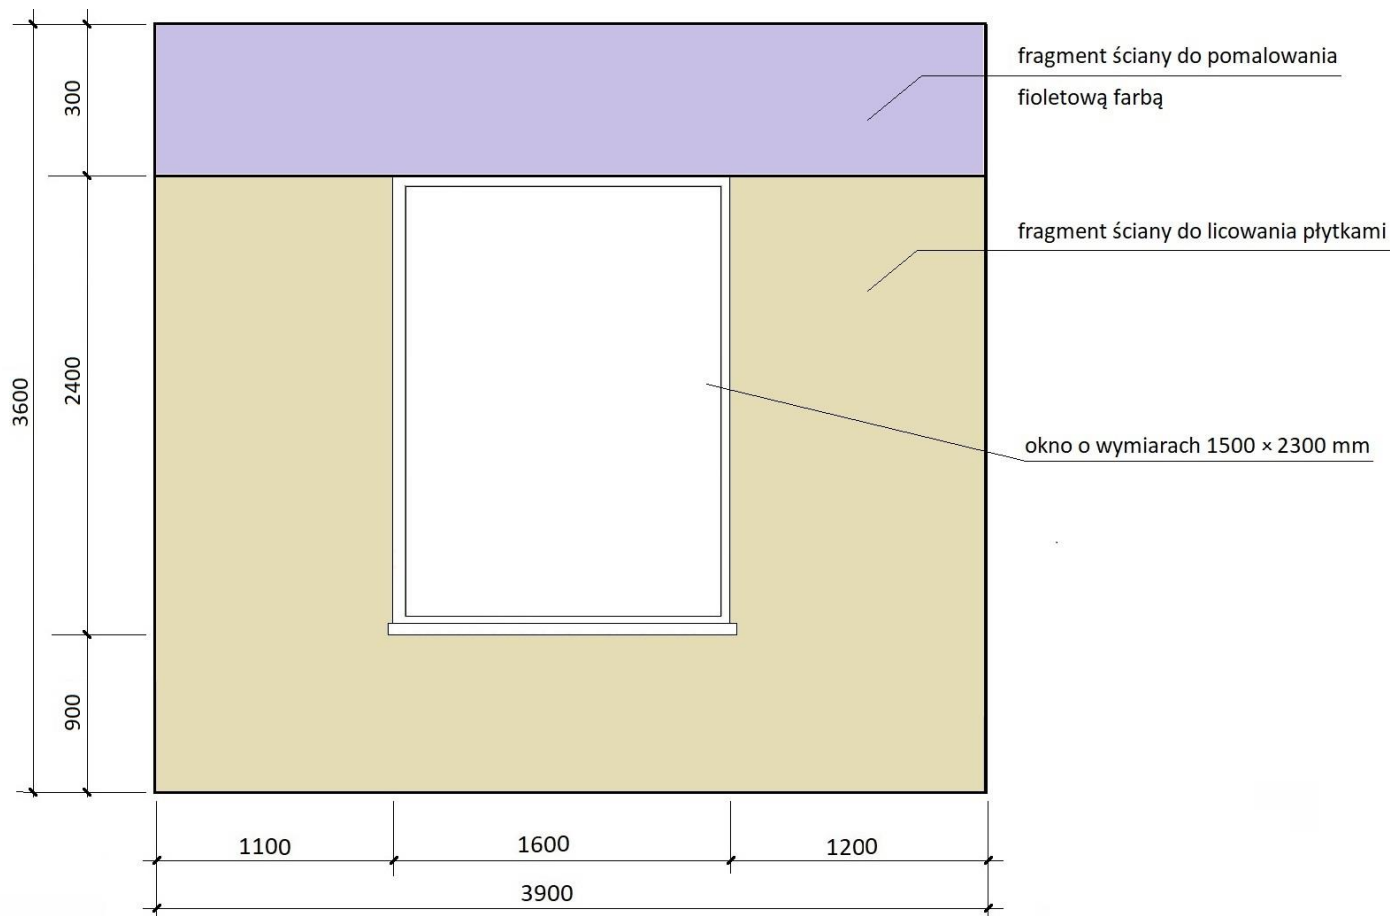 fragment ściany do pomalowania
fioletową farbą
300
fragment ściany do licowania płytkami
2400
3600
okno o wymiarach 1500 × 2300 mm
900
1100
1600
1200
3900